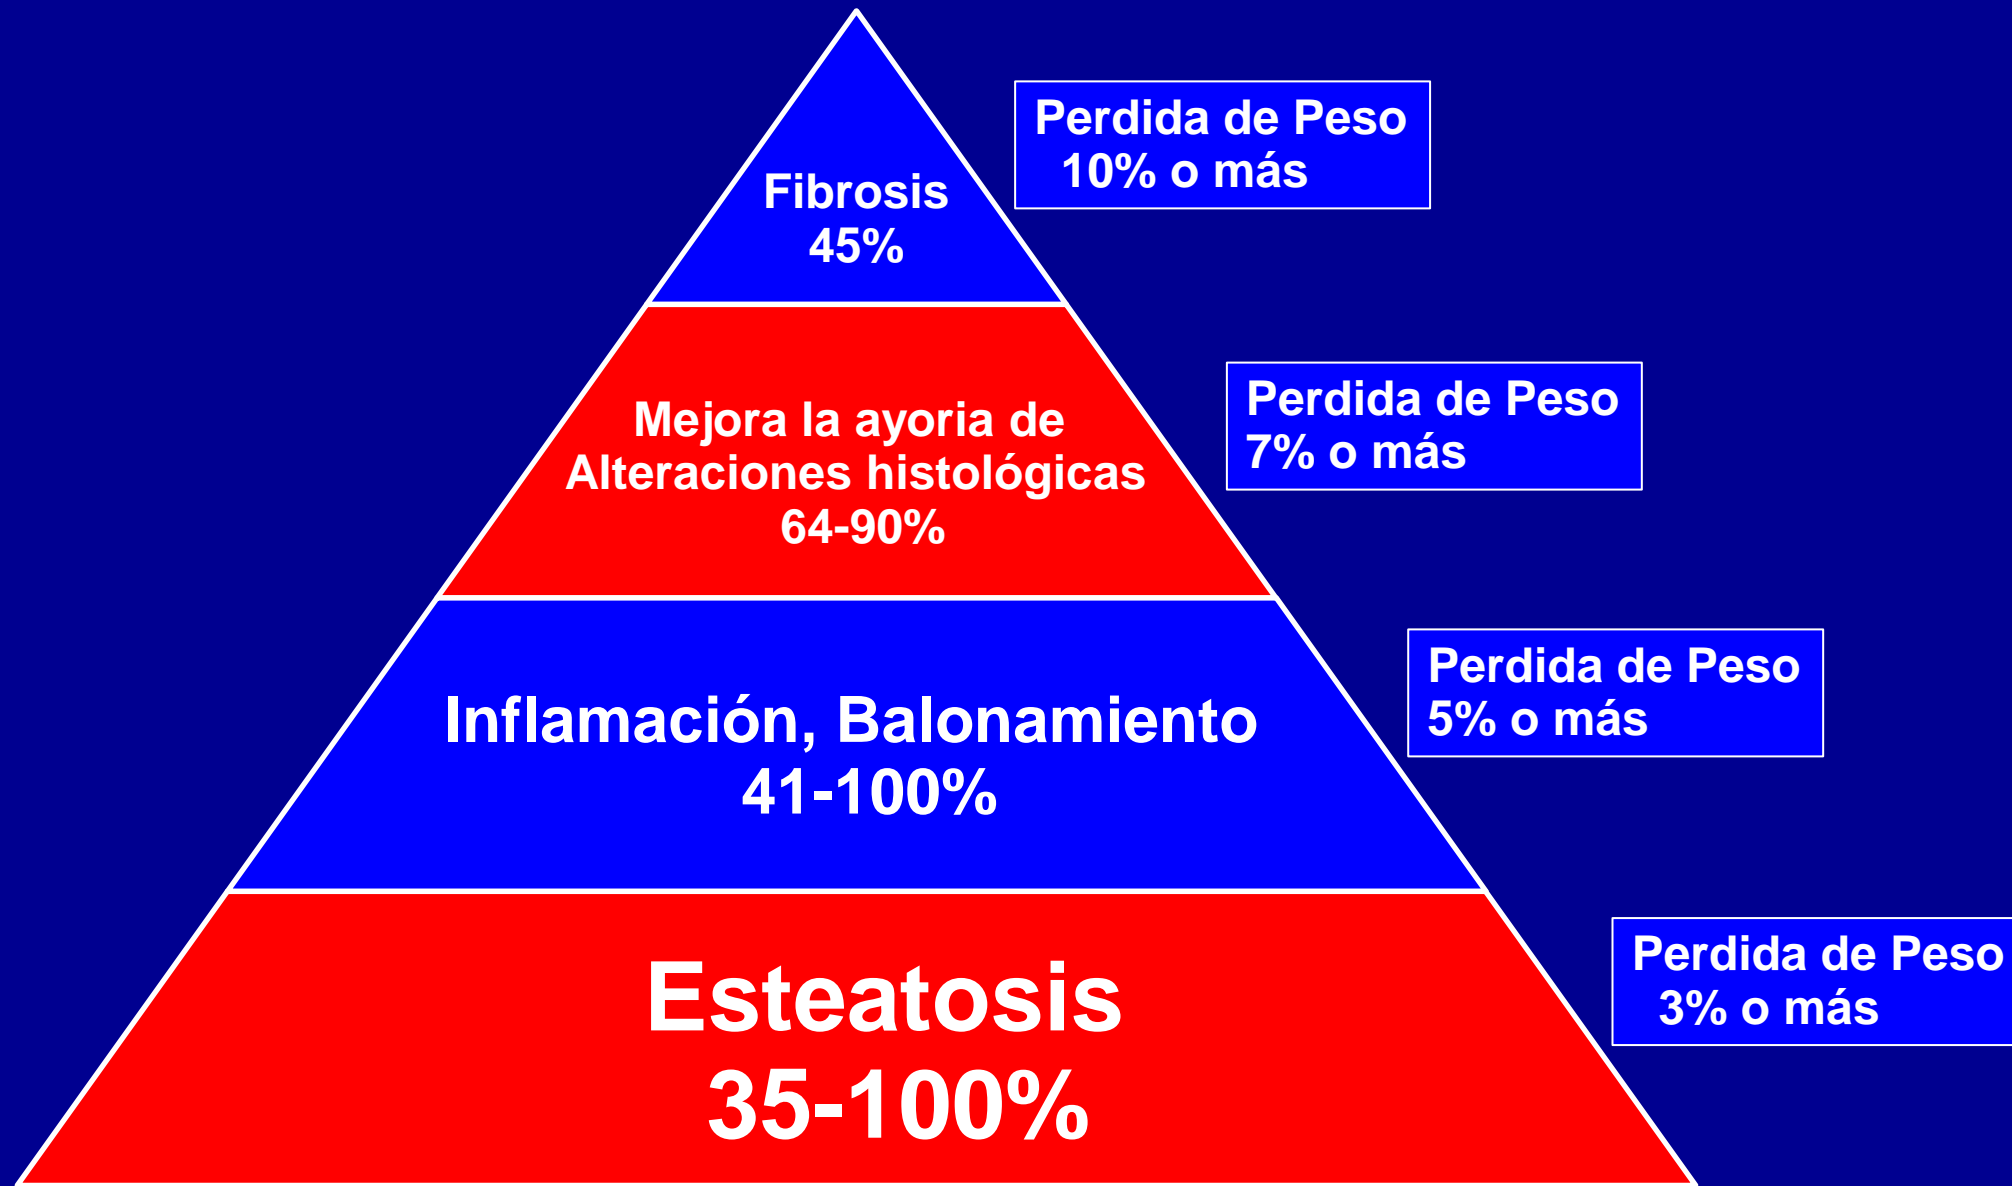 Perdida de Peso
10% o más
Fibrosis
45%
Perdida de Peso
7% o más
Mejora la ayoria de
Alteraciones histológicas
64-90%
Perdida de Peso
5% o más
Inflamación, Balonamiento
41-100%
Perdida de Peso
3% o más
Esteatosis
35-100%